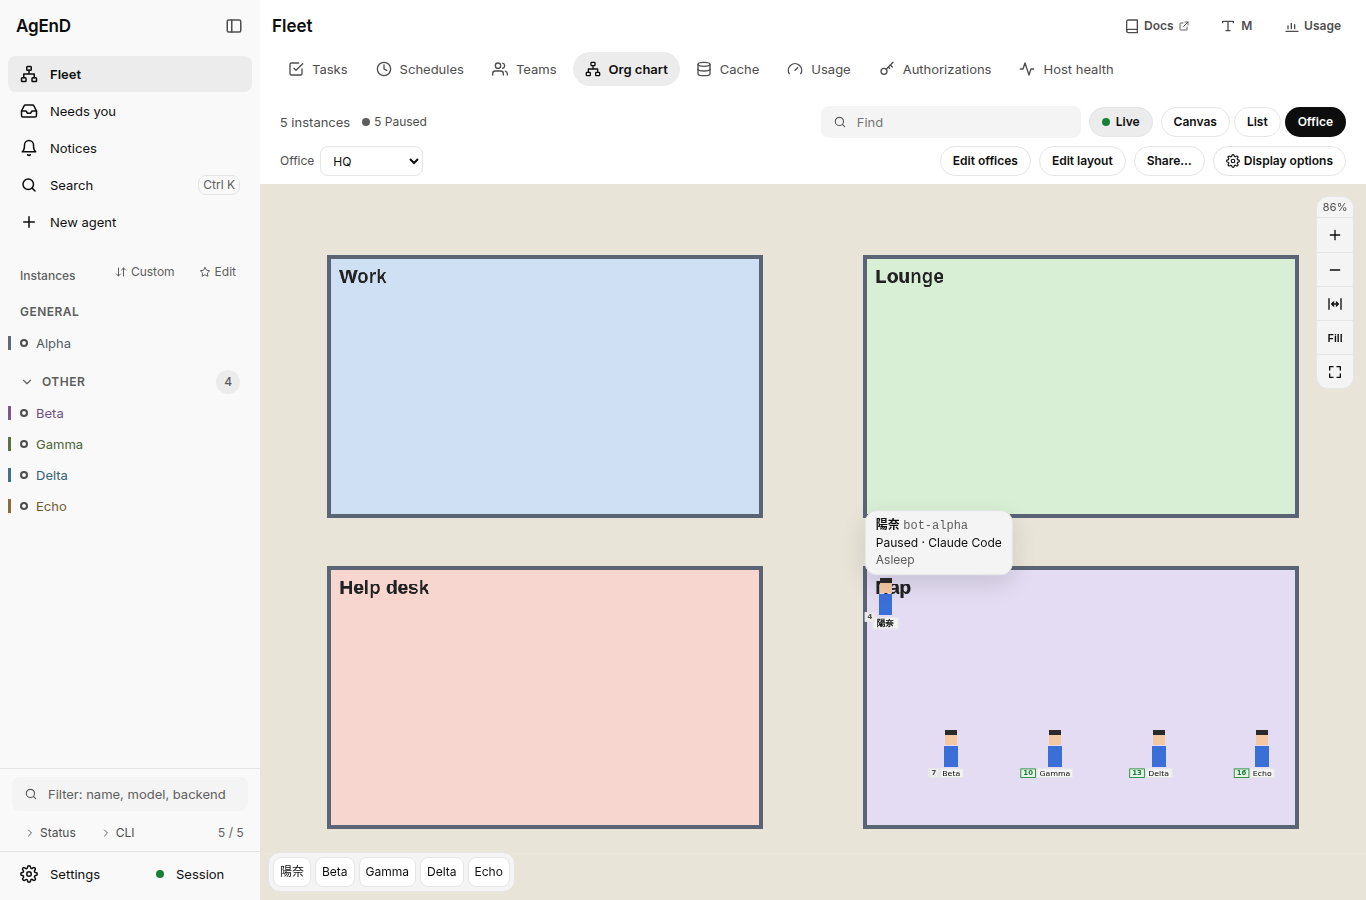 AgEnD
Fleet
Needs you
Notices
Search
Ctrl K
New agent
Instances
Custom
Edit
GENERAL
Alpha
OTHER
4
Beta
Gamma
Delta
Echo
Filter: name, model, backend
Status
CLI
5 / 5
Settings
Session
Fleet
Docs
M
Usage
Tasks
Schedules
Teams
Org chart
Cache
Usage
Authorizations
Host health
5 instances
5 Paused
Find
Live
Canvas
List
Office
Office
HQ
Edit offices
Edit layout
Share...
Display options
86%
Fill
Work
Lounge
陽奈 bot-alpha
Paused · Claude Code
Asleep
Help desk
4
陽奈
7 Beta
10 Gamma
13 Delta
16 Echo
陽奈
Beta
Gamma
Delta
Echo